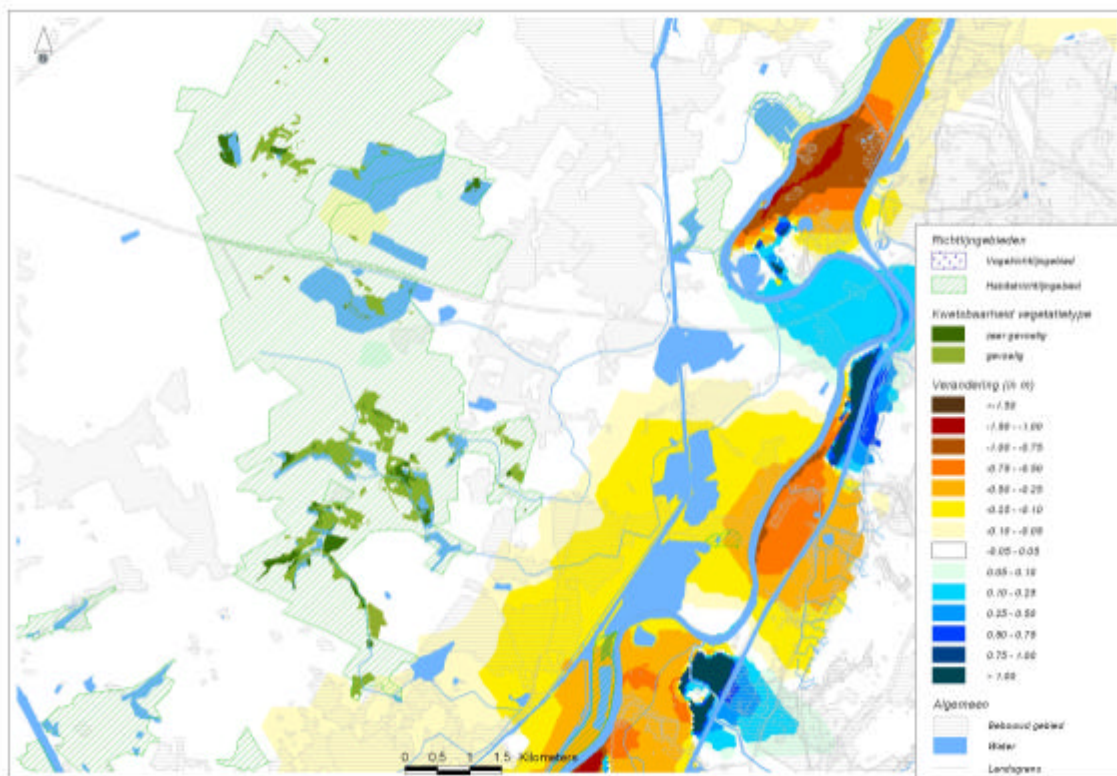 Richtlijngebieden
Vogelrichtlijngebied
Habitatrichtlijngebied
Kwetsbaarheid vegetatietype
zeer gevoelig
gevoelig
Verandering (in m)
-1.50 - -1.00
-1.00 - -0.75
-0.75 - -0.50
-0.50 - -0.25
-0.25 - -0.10
-0.10 - -0.05
-0.05 - 0.05
0.05 - 0.10
0.10 - 0.25
0.25 - 0.50
0.50 - 0.75
0.75 - 1.00
> 1.00
Algemeen
Bebouwd gebied
Water
Landsgrens
0 0.5 1 1.5 Kilometers